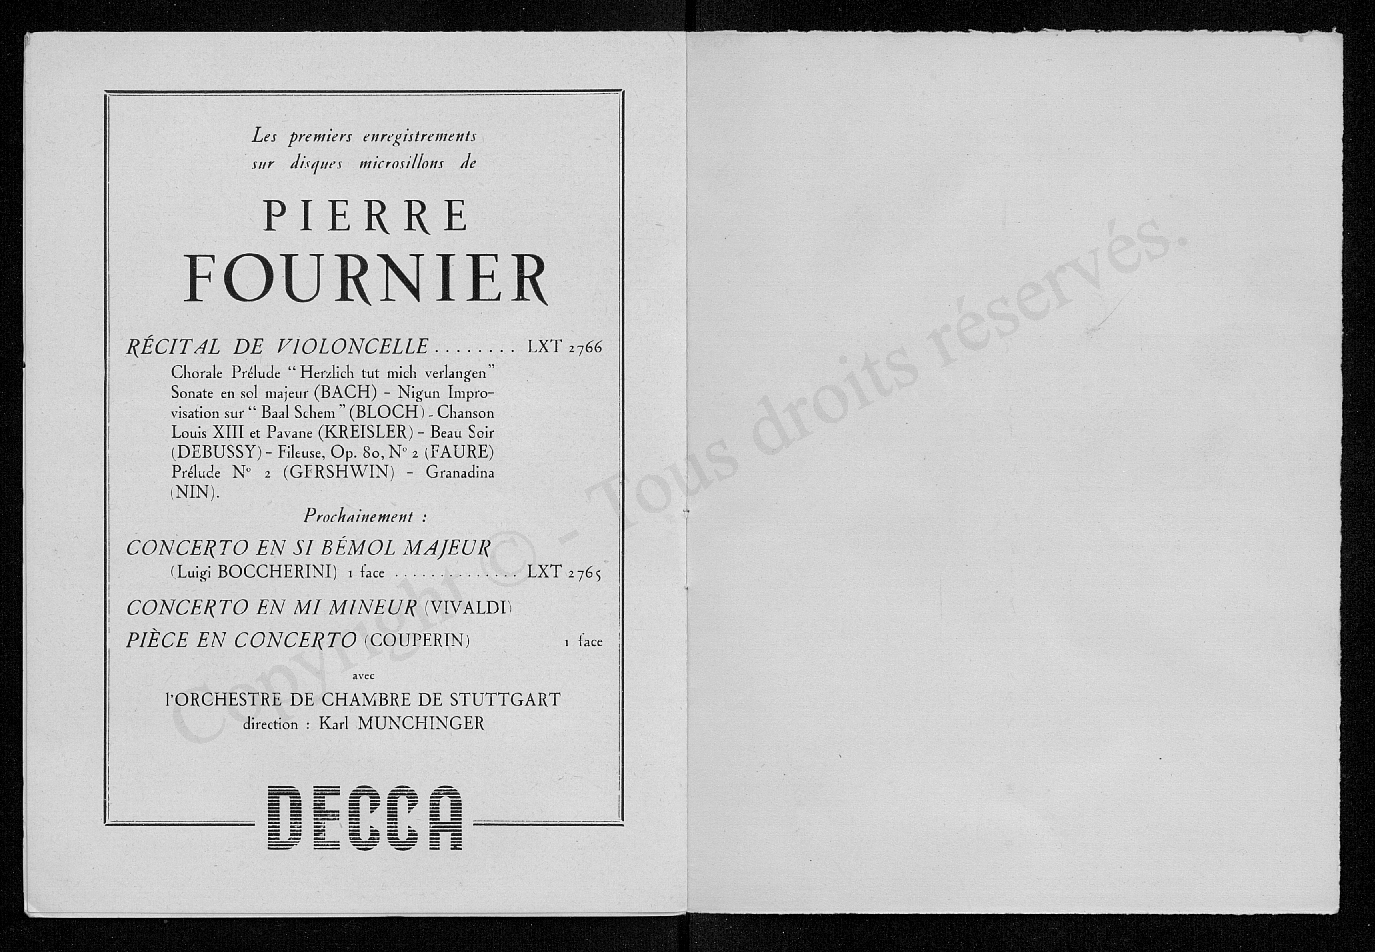 Les premiers enregistrements
sur disques microsillons de
PIERRE
FOURNIER
RÉCITAL DE VIOLONCELLE ........ LXT 2766
Chorale Prélude " Herzlich tut mich verlangen"
Sonate en sol majeur (BACH) - Nigun Impro-
visation sur " Baal Schem " (BLOCH) - Chanson
Louis XIII et Pavane (KREISLER) - Beau Soir
(DEBUSSY) - Fileuse, Op. 80, N° 2 (FAURE)
Prélude N° 2 (GERSHWIN) - Granadina
(NIN).
Prochainement :
CONCERTO EN SI BÉMOL MAJEUR
(Luigi BOCCHERINI) 1 face .............. LXT 2765
CONCERTO EN MI MINEUR (VIVALDI)
PIÈCE EN CONCERTO (COUPERIN) 1 face
avec
l'ORCHESTRE DE CHAMBRE DE STUTTGART
direction : Karl MUNCHINGER
DECCA
Copyright © - Tous droits réservés.